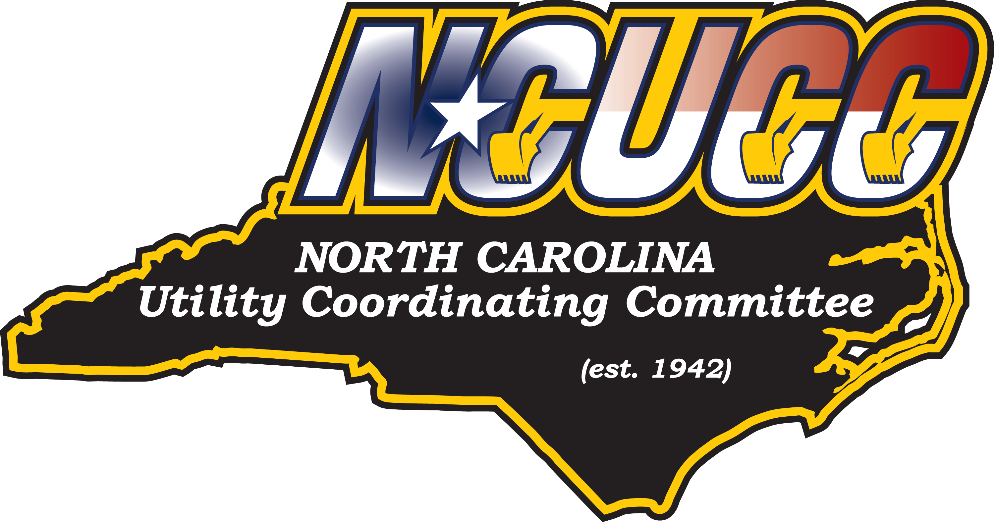 NCUCC
NORTH CAROLINA
Utility Coordinating Committee
(est. 1942)